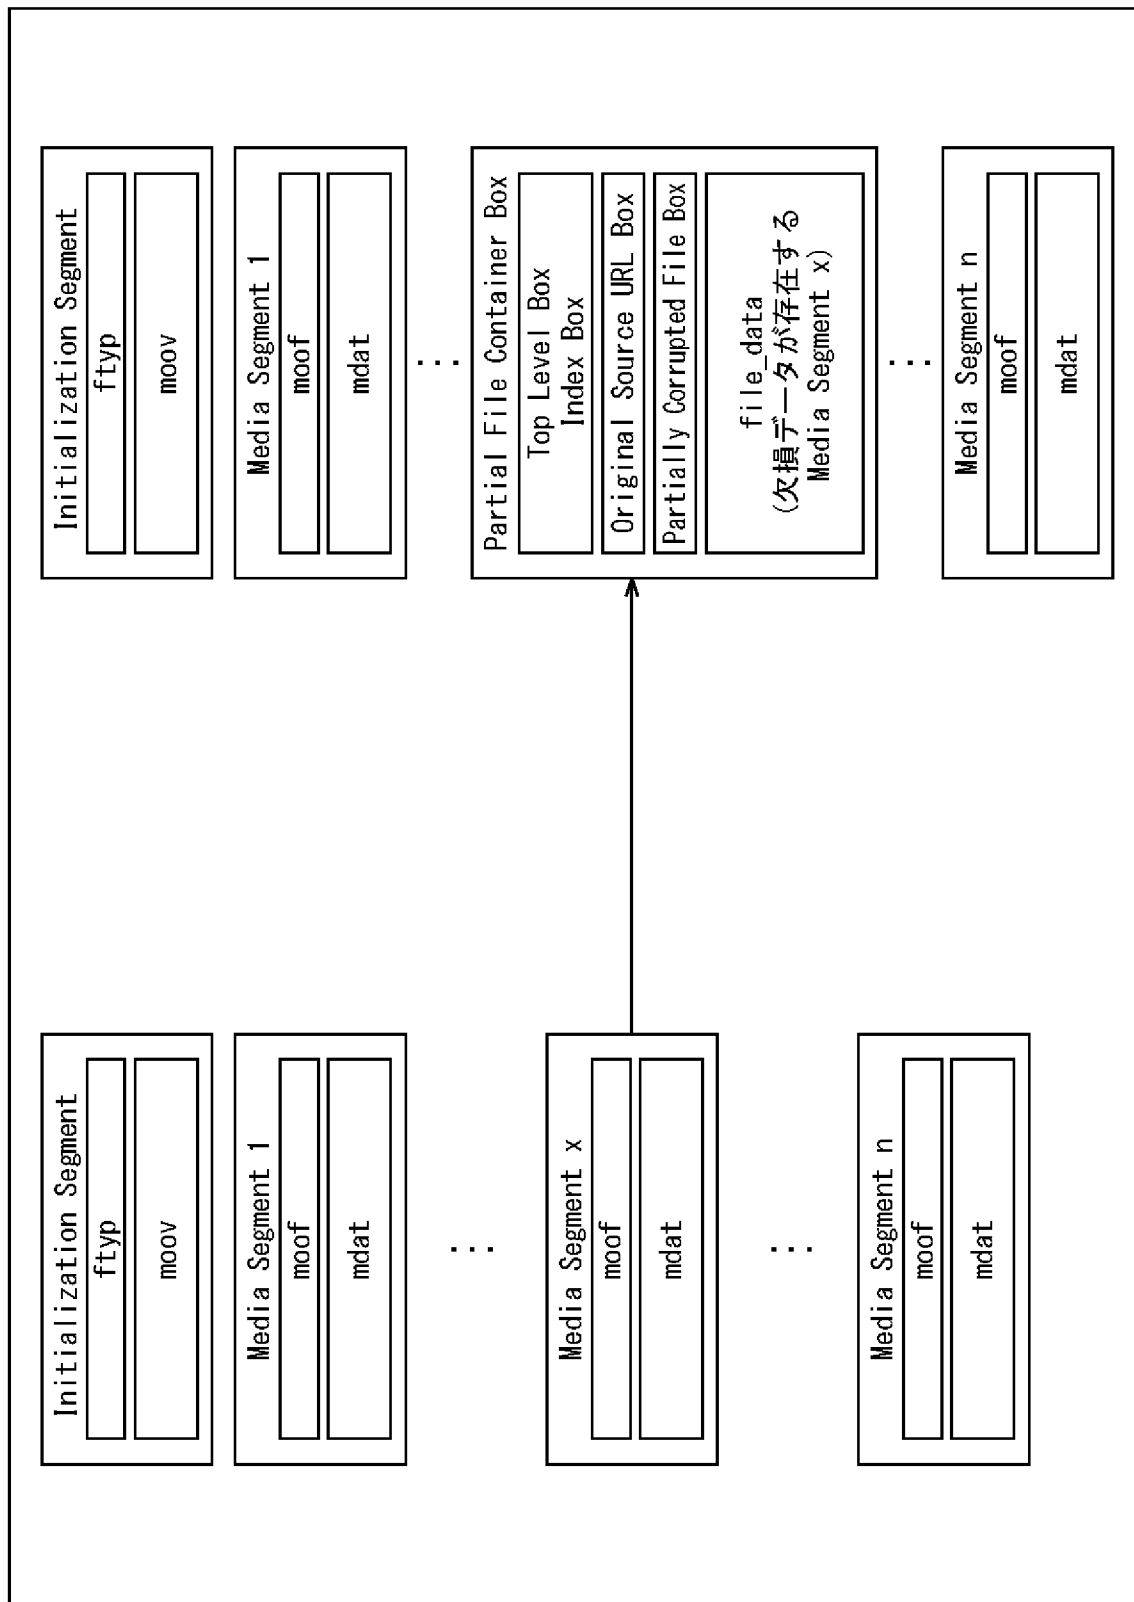 Initialization Segment
ftyp
moov
Media Segment 1
moof
mdat
...
Media Segment x
moof
mdat
...
Media Segment n
moof
mdat
Initialization Segment
ftyp
moov
Media Segment 1
moof
mdat
...
Partial File Container Box
Top Level Box
Index Box
Original Source URL Box
Partially Corrupted File Box
file_data
(欠損データが存在する
Media Segment x)
...
Media Segment n
moof
mdat